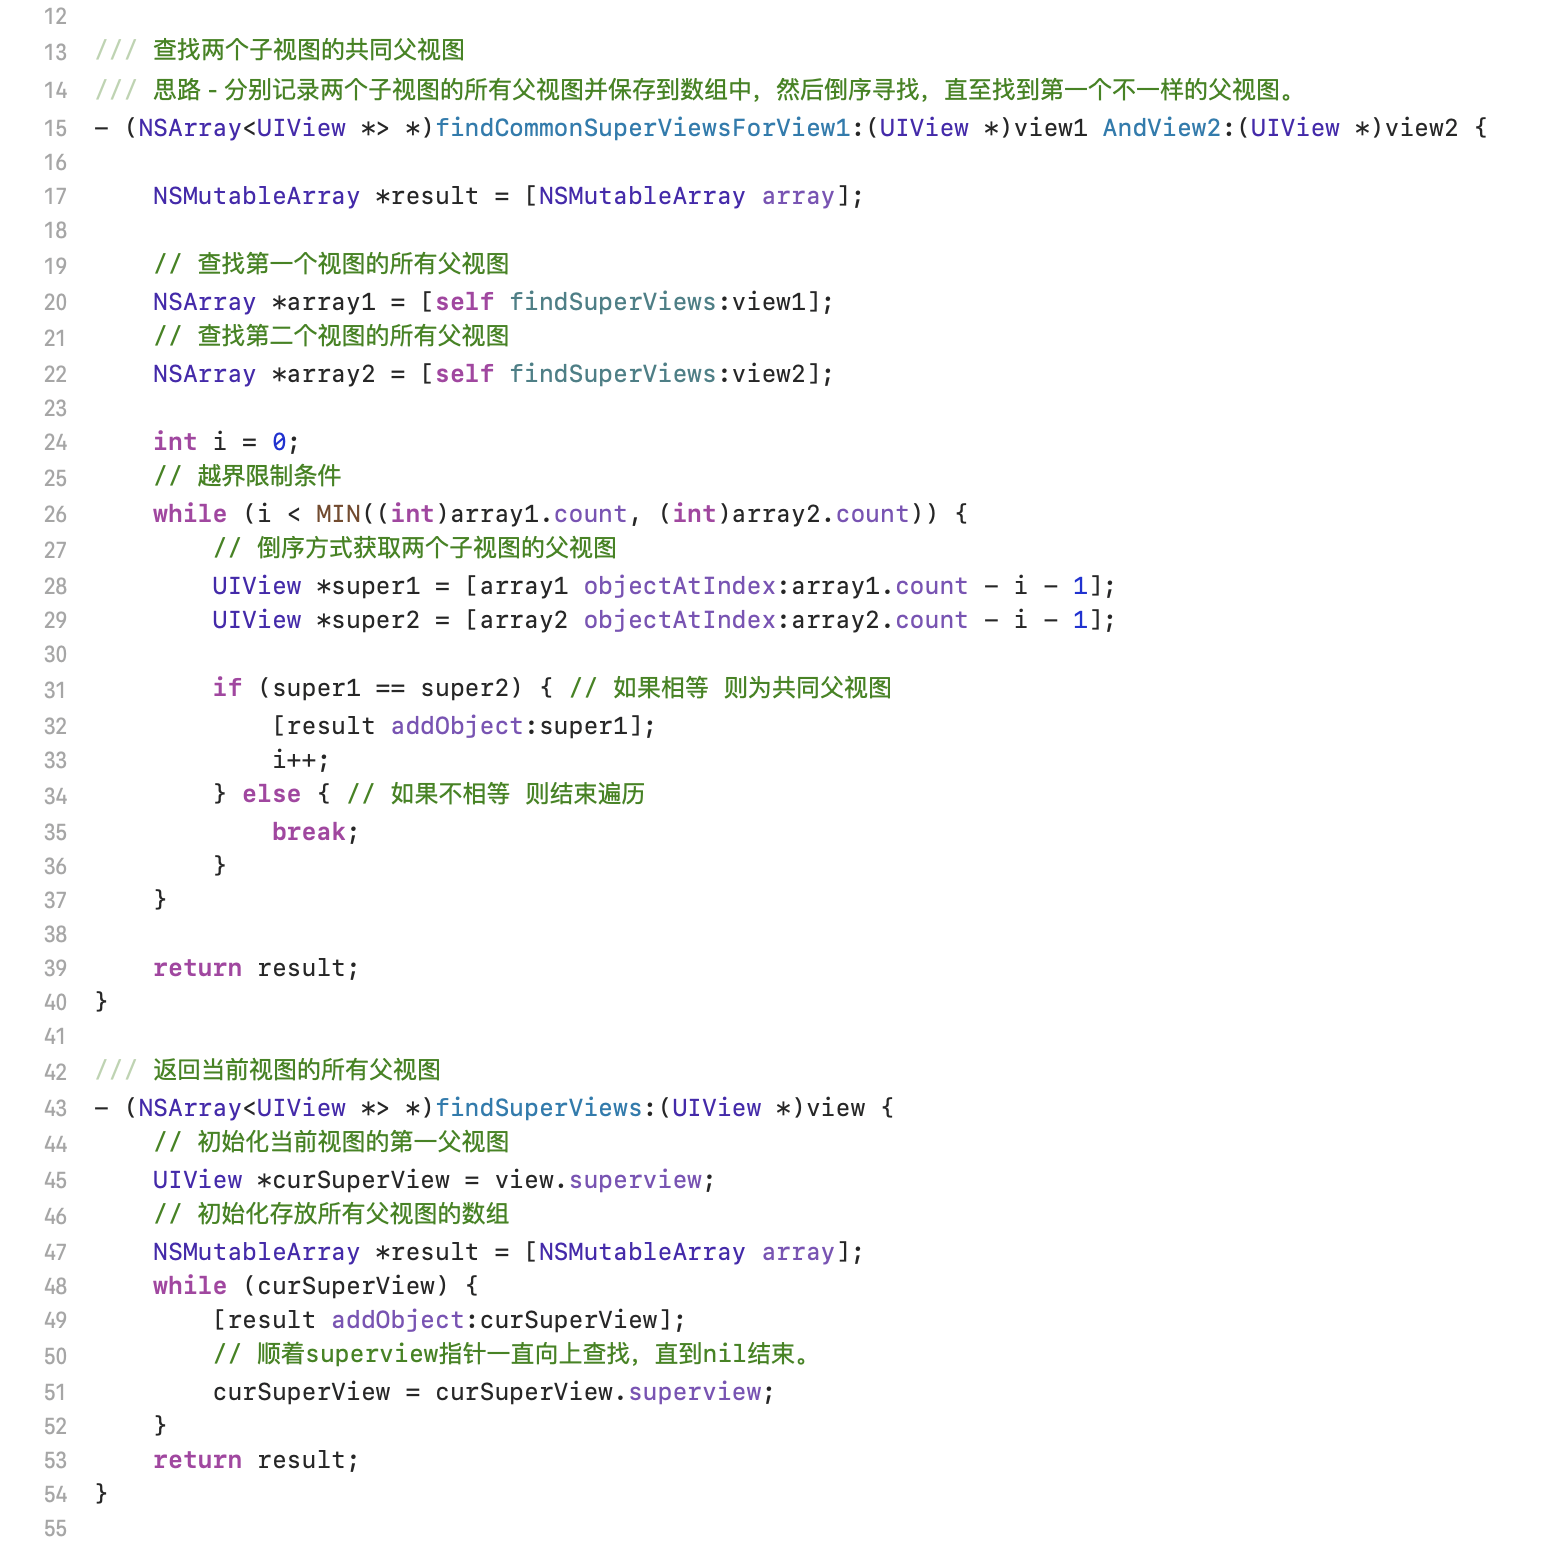 12
13 /// 查找两个子视图的共同父视图
14 /// 思路 - 分别记录两个子视图的所有父视图并保存到数组中，然后倒序寻找，直至找到第一个不一样的父视图。
15 - (NSArray<UIView *> *)findCommonSuperViewsForView1:(UIView *)view1 AndView2:(UIView *)view2 {
16
17     NSMutableArray *result = [NSMutableArray array];
18
19     // 查找第一个视图的所有父视图
20     NSArray *array1 = [self findSuperViews:view1];
21     // 查找第二个视图的所有父视图
22     NSArray *array2 = [self findSuperViews:view2];
23
24     int i = 0;
25     // 越界限制条件
26     while (i < MIN((int)array1.count, (int)array2.count)) {
27         // 倒序方式获取两个子视图的父视图
28         UIView *super1 = [array1 objectAtIndex:array1.count - i - 1];
29         UIView *super2 = [array2 objectAtIndex:array2.count - i - 1];
30
31         if (super1 == super2) { // 如果相等 则为共同父视图
32             [result addObject:super1];
33             i++;
34         } else { // 如果不相等 则结束遍历
35             break;
36         }
37     }
38
39     return result;
40 }
41
42 /// 返回当前视图的所有父视图
43 - (NSArray<UIView *> *)findSuperViews:(UIView *)view {
44     // 初始化当前视图的第一父视图
45     UIView *curSuperView = view.superview;
46     // 初始化存放所有父视图的数组
47     NSMutableArray *result = [NSMutableArray array];
48     while (curSuperView) {
49         [result addObject:curSuperView];
50         // 顺着superview指针一直向上查找，直到nil结束。
51         curSuperView = curSuperView.superview;
52     }
53     return result;
54 }
55